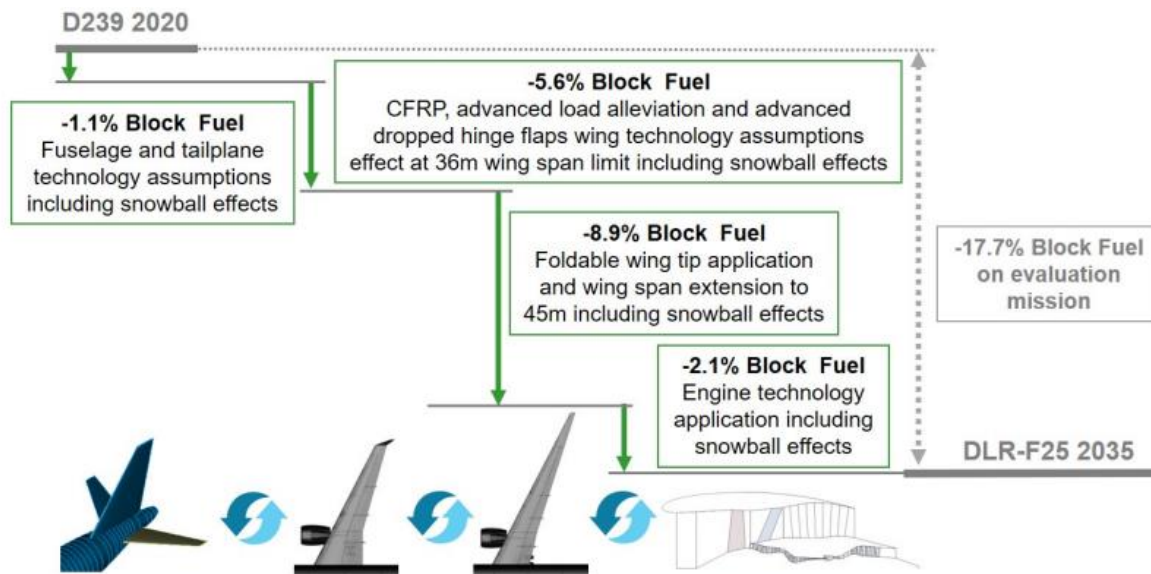 D239 2020
-1.1% Block Fuel
Fuselage and tailplane
technology assumptions
including snowball effects
-5.6% Block Fuel
CFRP, advanced load alleviation and advanced
dropped hinge flaps wing technology assumptions
effect at 36m wing span limit including snowball effects
-8.9% Block Fuel
Foldable wing tip application
and wing span extension to
45m including snowball effects
-17.7% Block Fuel
on evaluation
mission
-2.1% Block Fuel
Engine technology
application including
snowball effects
DLR-F25 2035